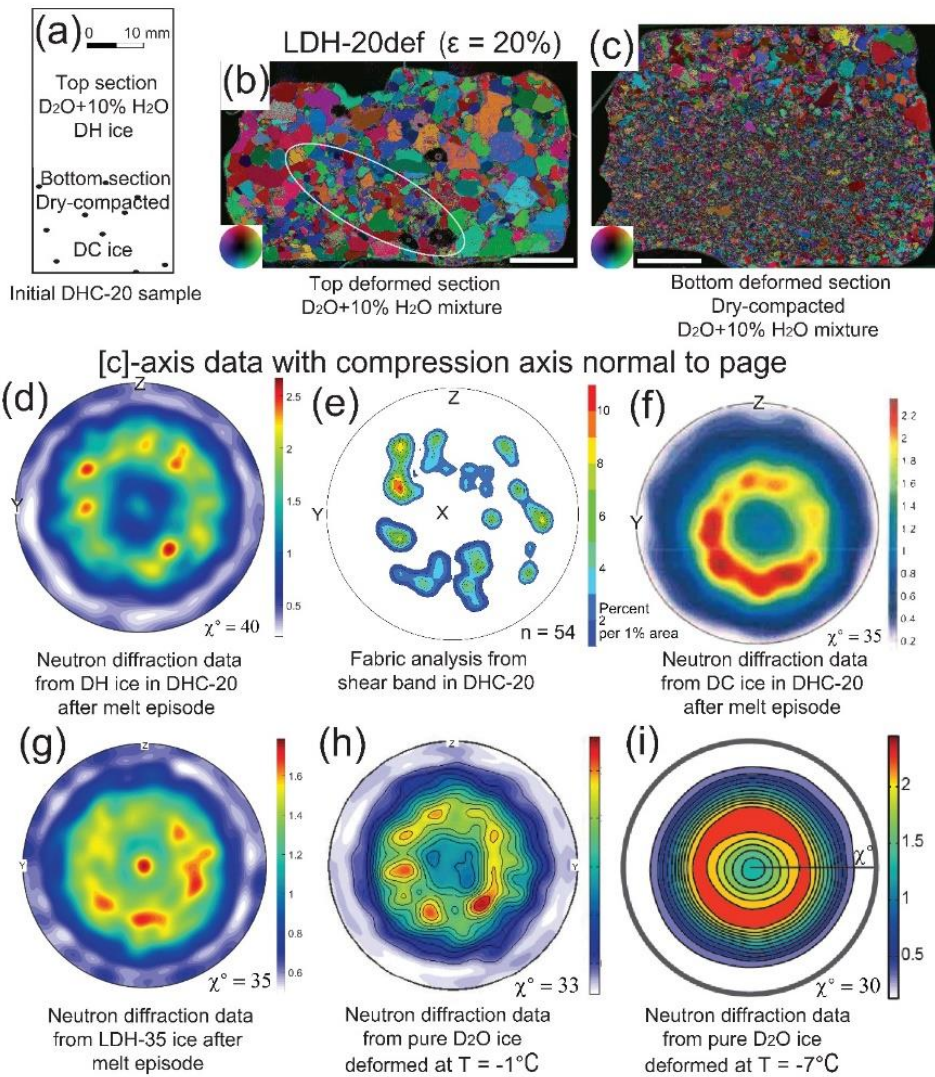 (a)
0 10 mm
Top section
D₂O+10% H₂O
DH ice
Bottom section
Dry-compacted
DC ice
Initial DHC-20 sample
LDH-20def (ε = 20%)
(b)
Top deformed section
D₂O+10% H₂O mixture
(c)
Bottom deformed section
Dry-compacted
D₂O+10% H₂O mixture
[c]-axis data with compression axis normal to page
(d)
Z
Y
2.5
2
1.5
1
0.5
χ° = 40
Neutron diffraction data
from DH ice in DHC-20
after melt episode
(e)
Z
Y
X
10
8
6
4
2
Percent
per 1% area
n = 54
Fabric analysis from
shear band in DHC-20
(f)
Z
Y
2.2
2
1.8
1.6
1.4
1.2
1
0.8
0.6
0.4
0.2
χ° = 35
Neutron diffraction data
from DC ice in DHC-20
after melt episode
(g)
Z
Y
1.6
1.4
1.2
1
0.8
0.6
χ° = 35
Neutron diffraction data
from LDH-35 ice after
melt episode
(h)
Z
Y
χ° = 33
Neutron diffraction data
from pure D₂O ice
deformed at T = -1°C
(i)
χ°
2
1.5
1
0.5
χ° = 30
Neutron diffraction data
from pure D₂O ice
deformed at T = -7°C